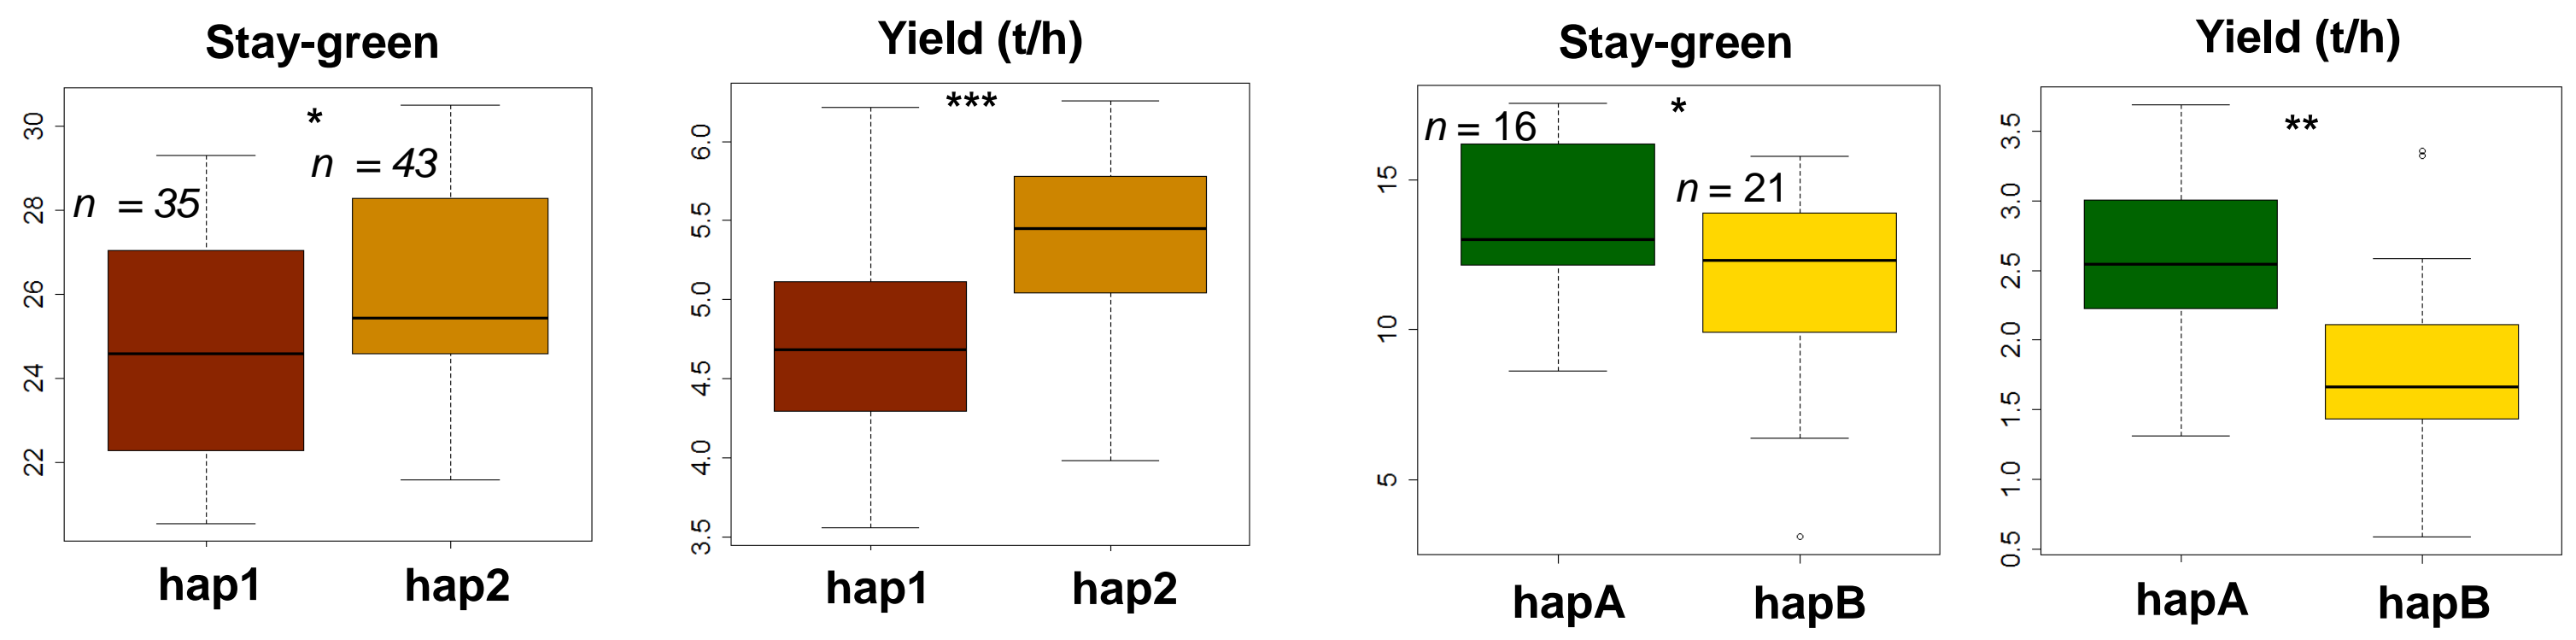 Stay-green
30
28
26
24
22
*
n = 35
n = 43
hap1
hap2
Yield (t/h)
6.0
5.5
5.0
4.5
4.0
3.5
***
hap1
hap2
Stay-green
15
10
5
*
n = 16
n = 21
hapA
hapB
Yield (t/h)
3.5
3.0
2.5
2.0
1.5
1.0
0.5
**
hapA
hapB